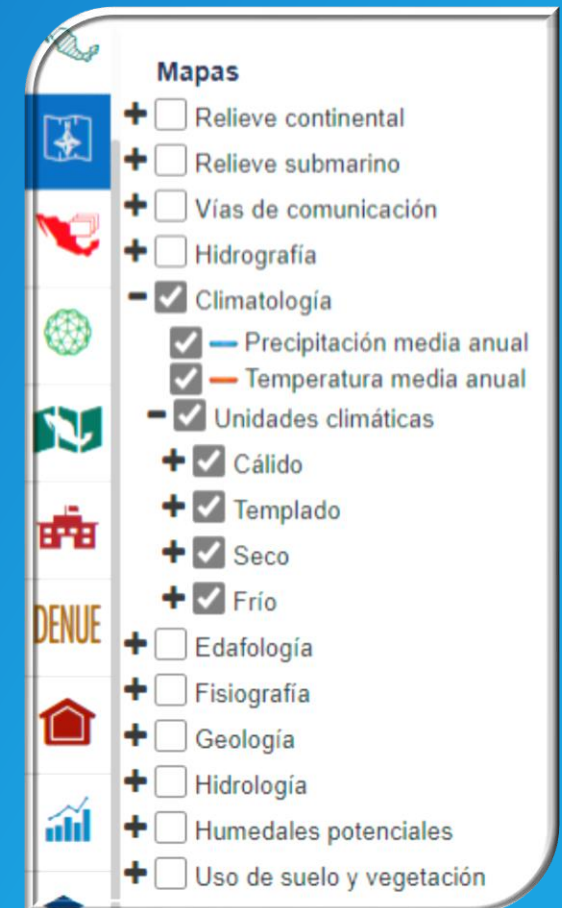 Mapas
Relieve continental
Relieve submarino
Vías de comunicación
Hidrografía
Climatología
Precipitación media anual
Temperatura media anual
Unidades climáticas
Cálido
Templado
Seco
Frío
DENUE
Edafología
Fisiografía
Geología
Hidrología
Humedales potenciales
Uso de suelo y vegetación